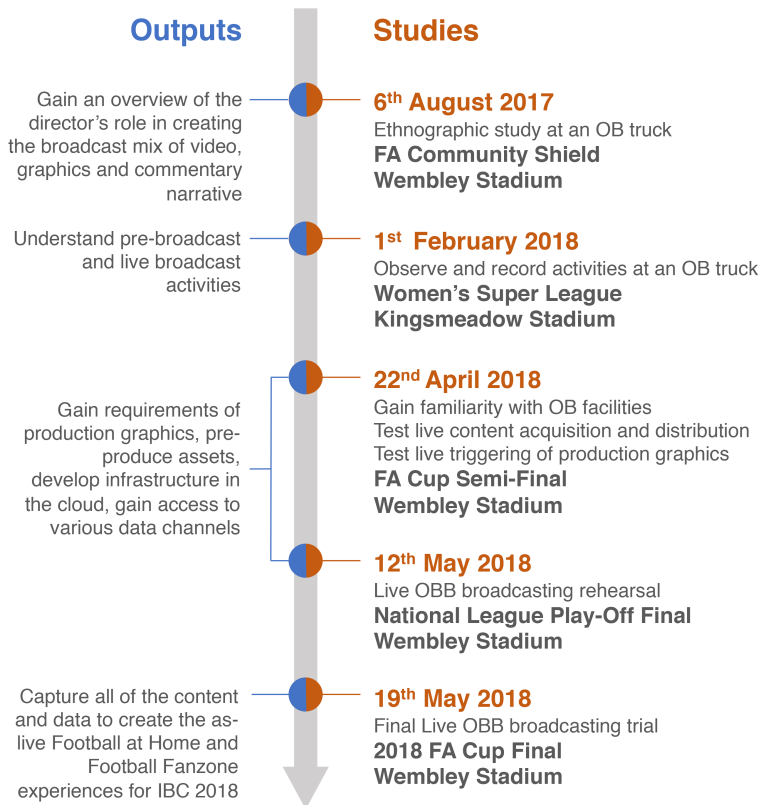 Outputs
Studies
Gain an overview of the
director's role in creating
the broadcast mix of video,
graphics and commentary
narrative
6th August 2017
Ethnographic study at an OB truck
FA Community Shield
Wembley Stadium
Understand pre-broadcast
and live broadcast
activities
1st February 2018
Observe and record activities at an OB truck
Women's Super League
Kingsmeadow Stadium
Gain requirements of
production graphics, pre-
produce assets,
develop infrastructure in
the cloud, gain access to
various data channels
22nd April 2018
Gain familiarity with OB facilities
Test live content acquisition and distribution
Test live triggering of production graphics
FA Cup Semi-Final
Wembley Stadium
12th May 2018
Live OBB broadcasting rehearsal
National League Play-Off Final
Wembley Stadium
Capture all of the content
and data to create the as-
live Football at Home and
Football Fanzone
experiences for IBC 2018
19th May 2018
Final Live OBB broadcasting trial
2018 FA Cup Final
Wembley Stadium